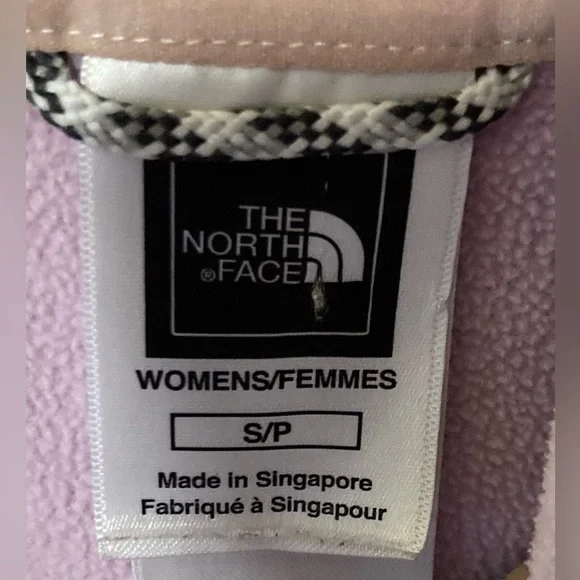 THE
NORTH
®FACE
WOMENS/FEMMES
S/P
Made in Singapore
Fabriqué à Singapour